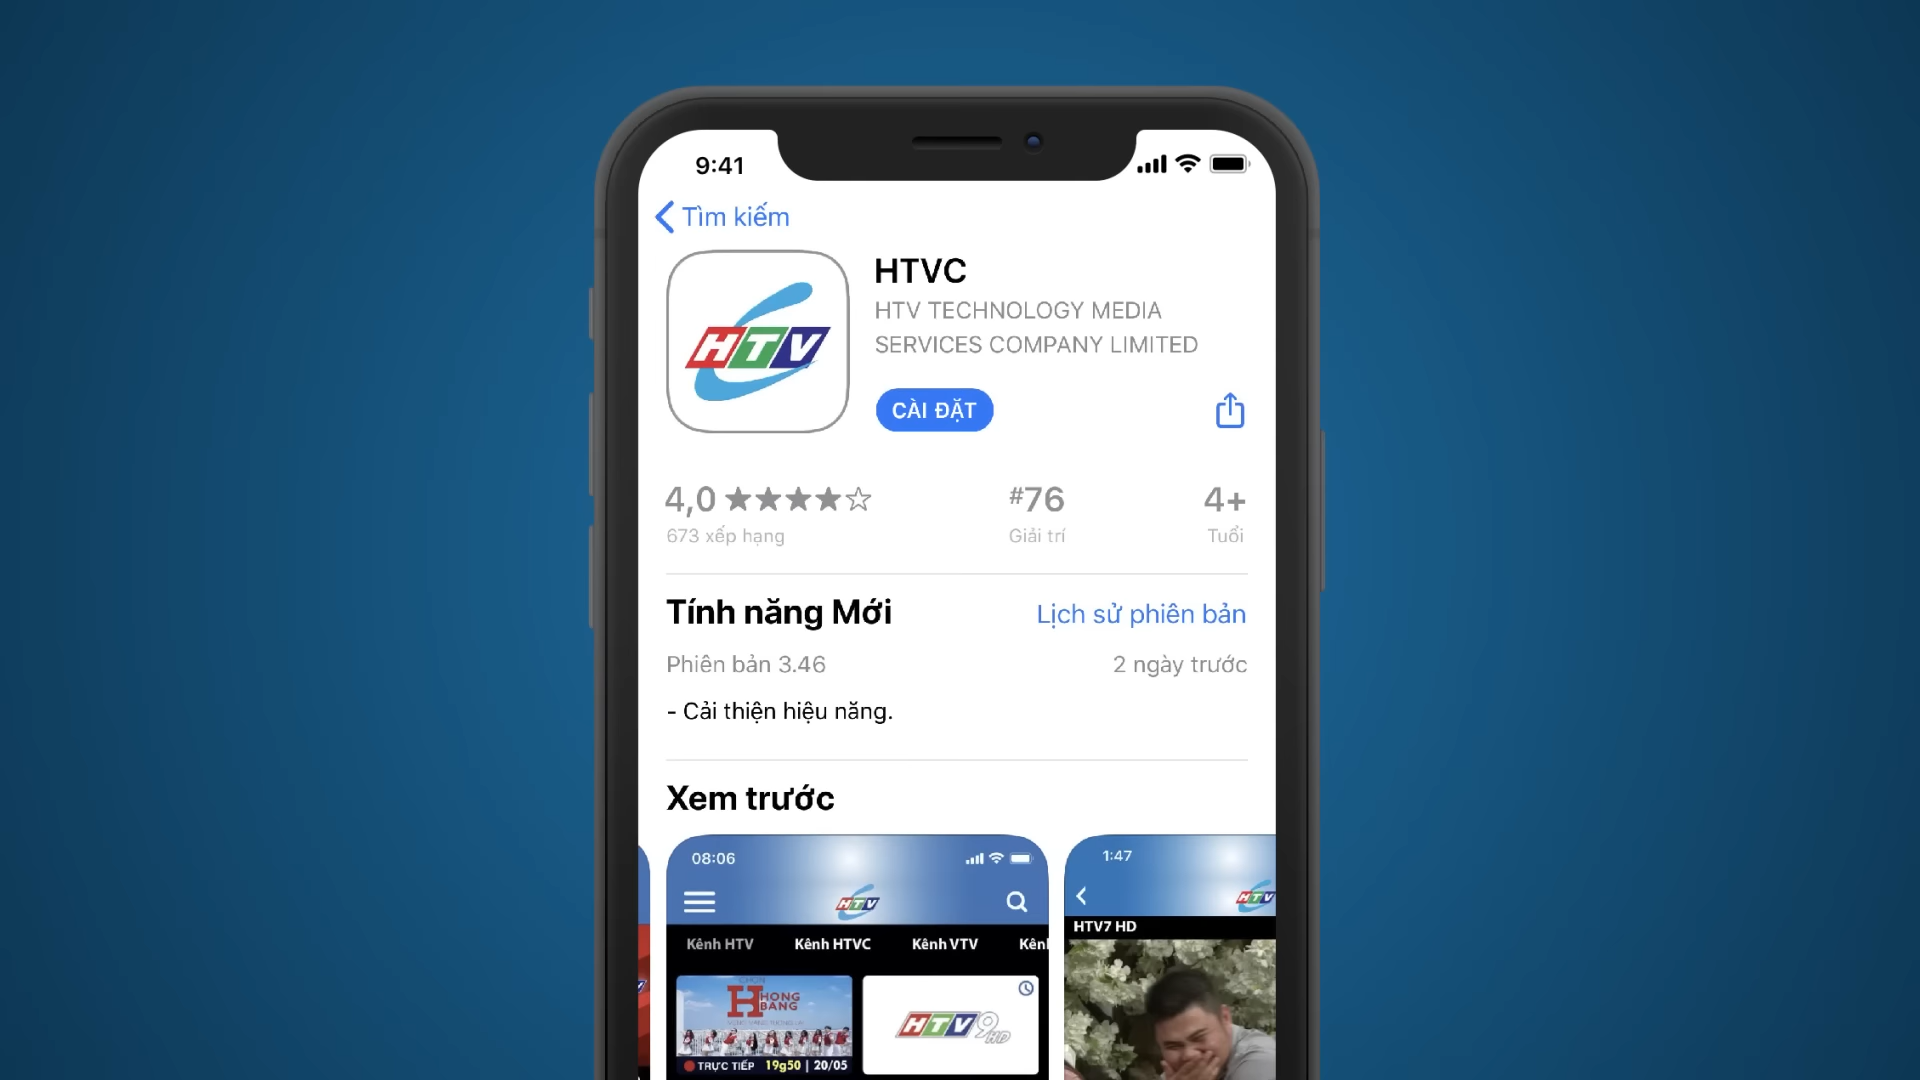 9:41
Tìm kiếm
HTV
HTVC
HTV TECHNOLOGY MEDIA
SERVICES COMPANY LIMITED
CÀI ĐẶT
4,0
673 xếp hạng
#76
Giải trí
4+
Tuổi
Tính năng Mới
Lịch sử phiên bản
Phiên bản 3.46
2 ngày trước
- Cải thiện hiệu năng.
Xem trước
08:06
HTV
Kênh HTV
Kênh HTVC
Kênh VTV
HONG
BANG
TRỰC TIẾP 19g50 | 20/05
HTV9 HD
1:47
HTV
HTV7 HD